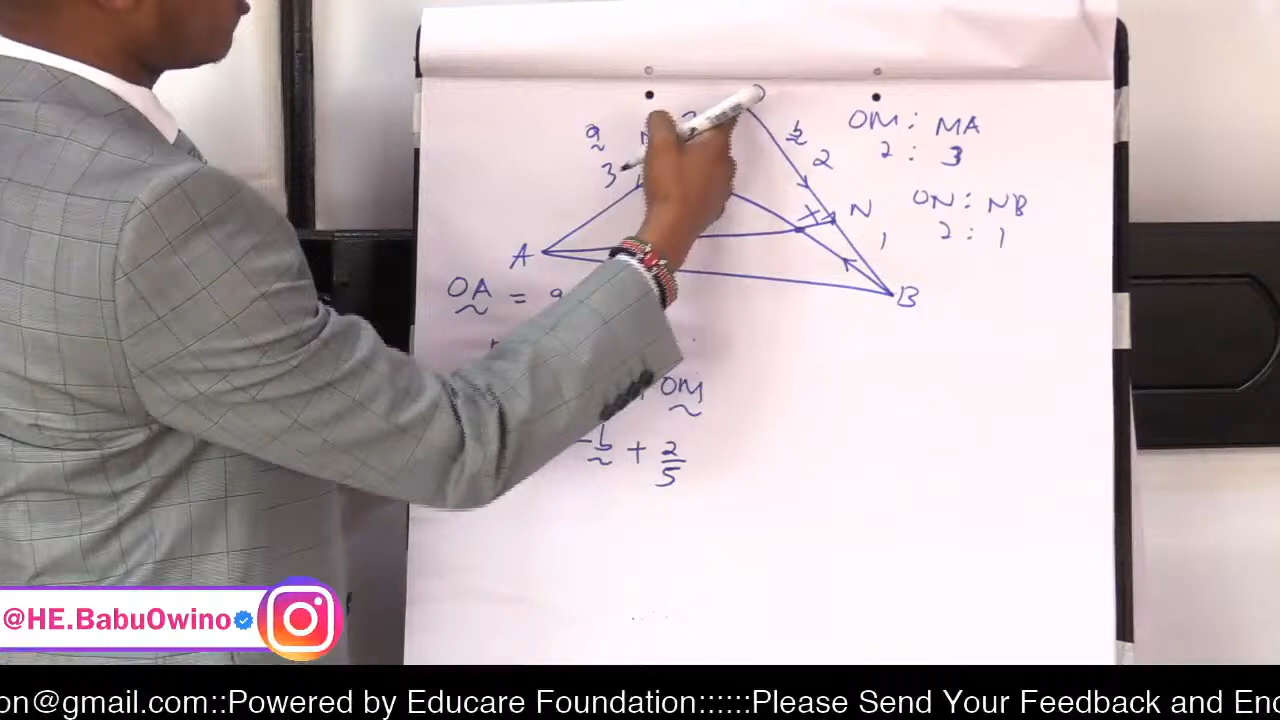 a
3
b
2
OM : MA
2 : 3
X
N
1
ON : NB
2 : 1
A
B
OA = a
OM
-b + 2/5
@HE.BabuOwino
on@gmail.com::Powered by Educare Foundation::::::Please Send Your Feedback and Enc